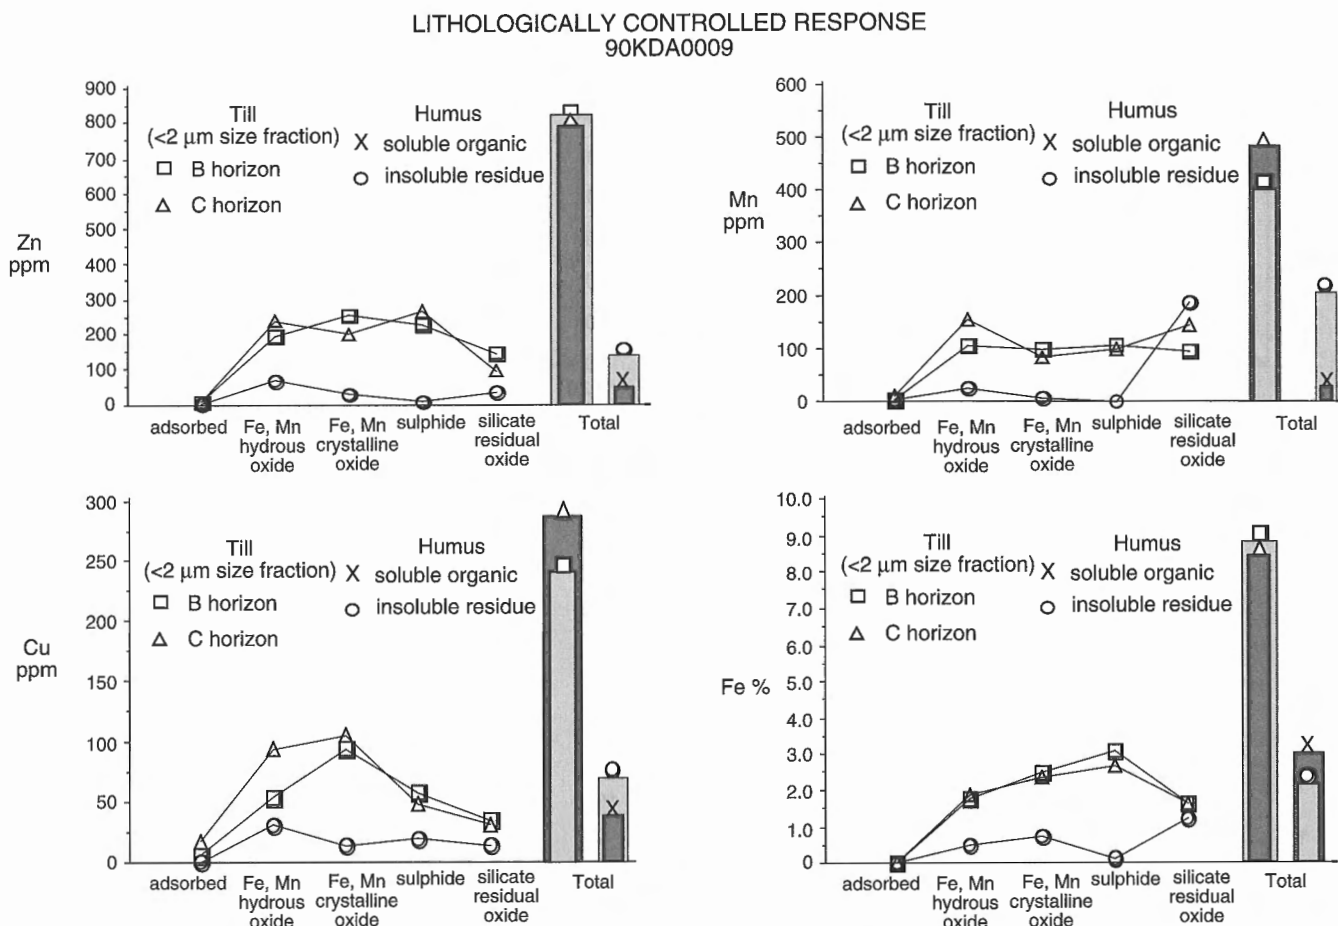 LITHOLOGICALLY CONTROLLED RESPONSE
90KDA0009
Zn
ppm
900
800
700
600
500
400
300
200
100
0
Till
(<2 µm size fraction)
B horizon
C horizon
Humus
X soluble organic
insoluble residue
adsorbed
Fe, Mn
hydrous
oxide
Fe, Mn
crystalline
oxide
sulphide
silicate
residual
oxide
Total
Mn
ppm
600
500
400
300
200
100
0
Till
(<2 µm size fraction)
B horizon
C horizon
Humus
X soluble organic
insoluble residue
adsorbed
Fe, Mn
hydrous
oxide
Fe, Mn
crystalline
oxide
sulphide
silicate
residual
oxide
Total
Cu
ppm
300
250
200
150
100
50
0
Till
(<2 µm size fraction)
B horizon
C horizon
Humus
X soluble organic
insoluble residue
adsorbed
Fe, Mn
hydrous
oxide
Fe, Mn
crystalline
oxide
sulphide
silicate
residual
oxide
Total
Fe %
10.0
9.0
8.0
7.0
6.0
5.0
4.0
3.0
2.0
1.0
0
Till
(<2 µm size fraction)
B horizon
C horizon
Humus
X soluble organic
insoluble residue
adsorbed
Fe, Mn
hydrous
oxide
Fe, Mn
crystalline
oxide
sulphide
silicate
residual
oxide
Total